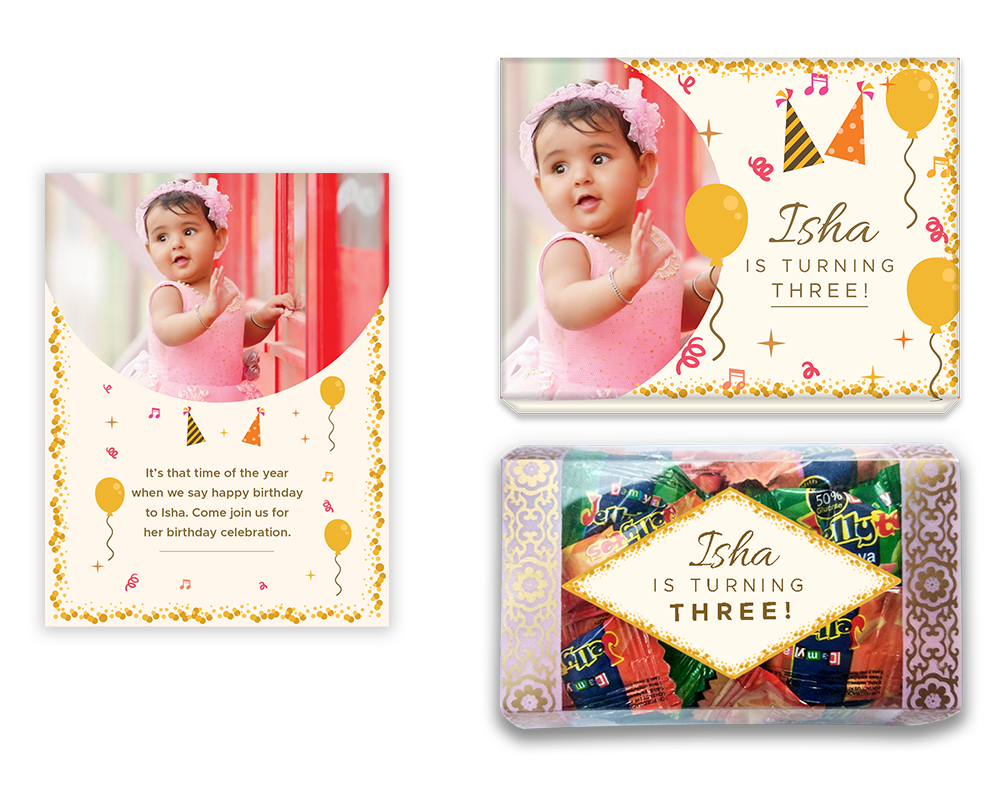 It's that time of the year
when we say happy birthday
to Isha. Come join us for
her birthday celebration.
Isha
IS TURNING
THREE!
Isha
IS TURNING
THREE!
50%